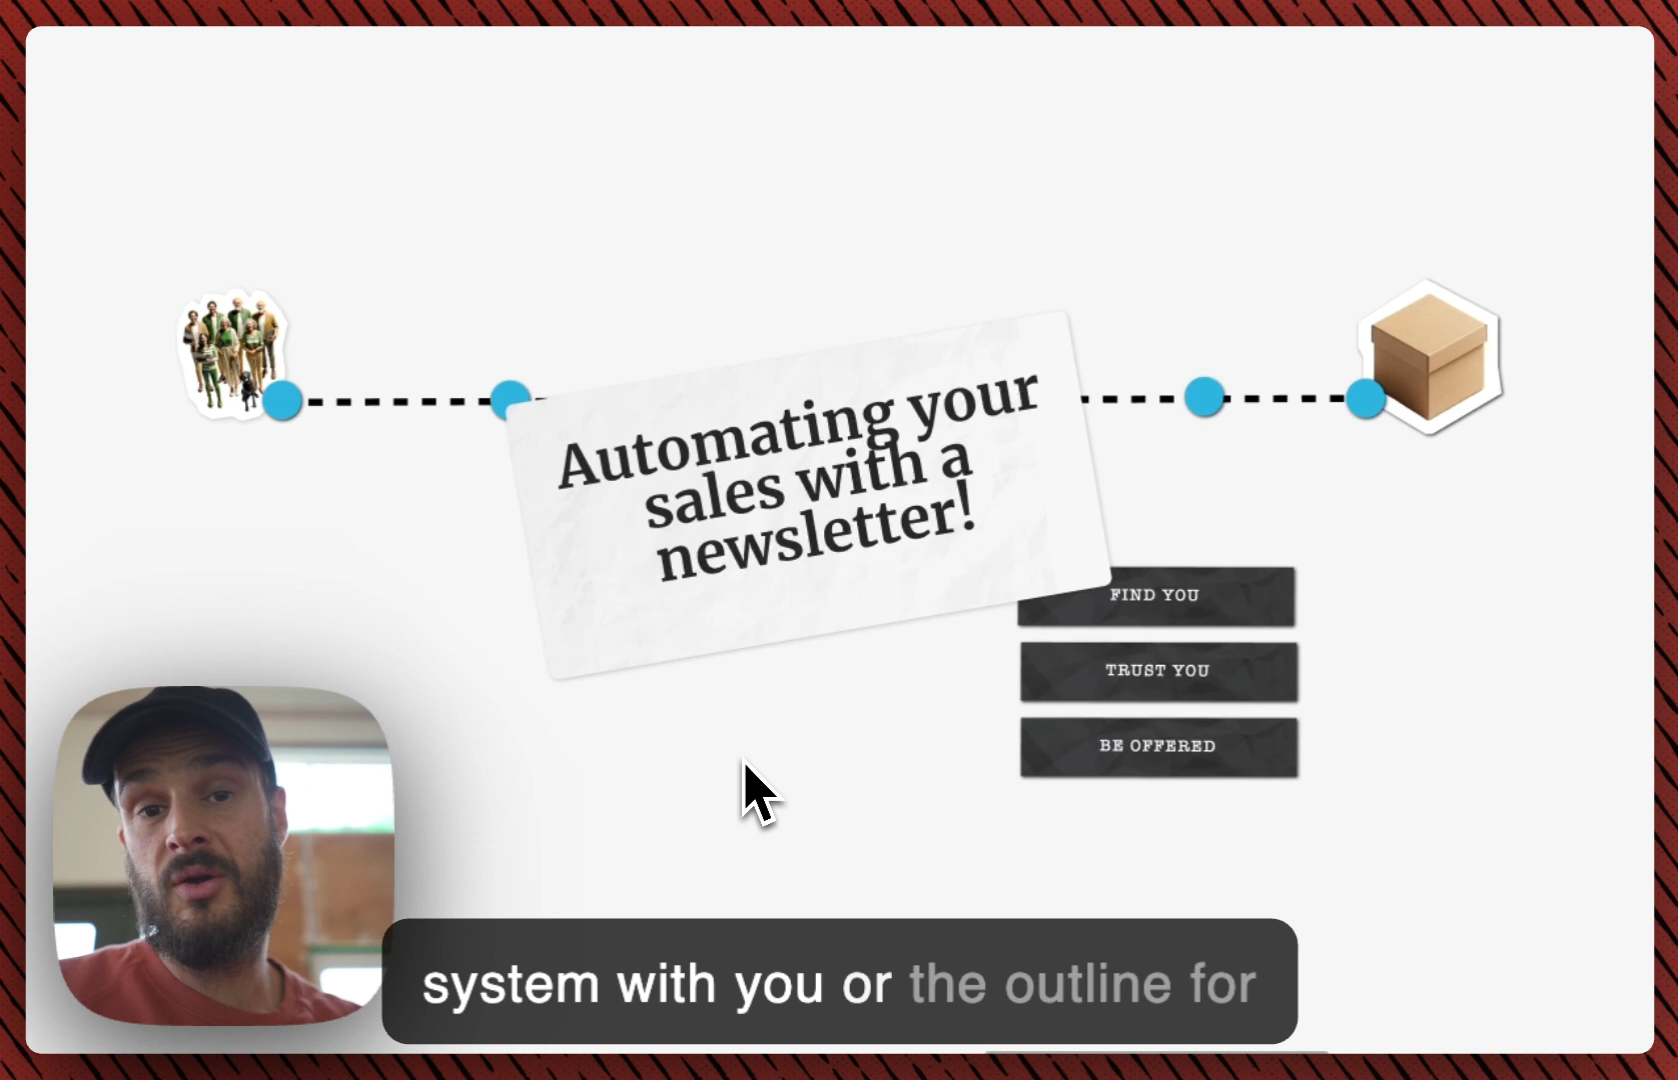 Automating your
sales with a
newsletter!
FIND YOU
TRUST YOU
BE OFFERED
system with you or the outline for